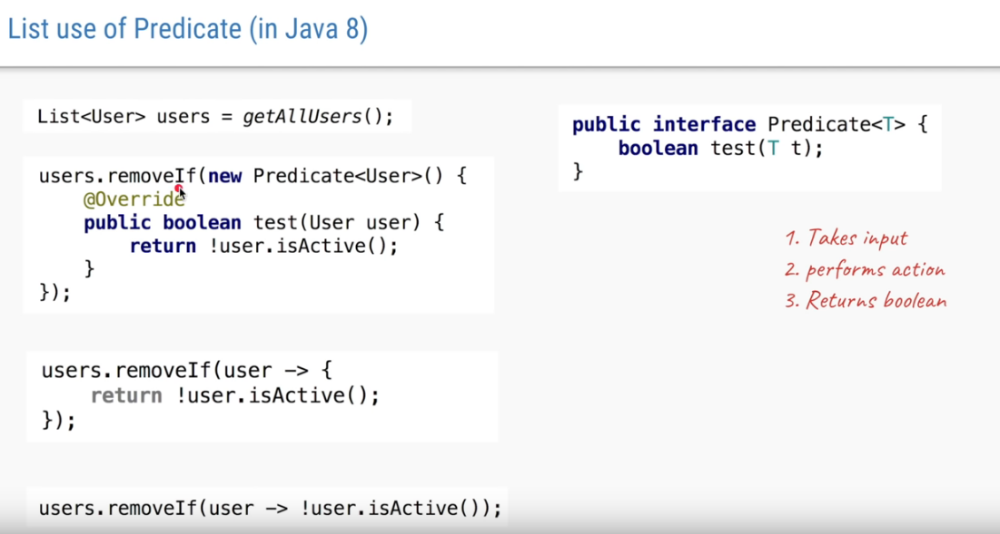 List use of Predicate (in Java 8)
List<User> users = getAllUsers();
users.removeIf(new Predicate<User>() {
@Override
public boolean test(User user) {
return !user.isActive();
}
});
users.removeIf(user -> {
return !user.isActive();
});
users.removeIf(user -> !user.isActive());
public interface Predicate<T> {
boolean test(T t);
}
1. Takes input
2. performs action
3. Returns boolean